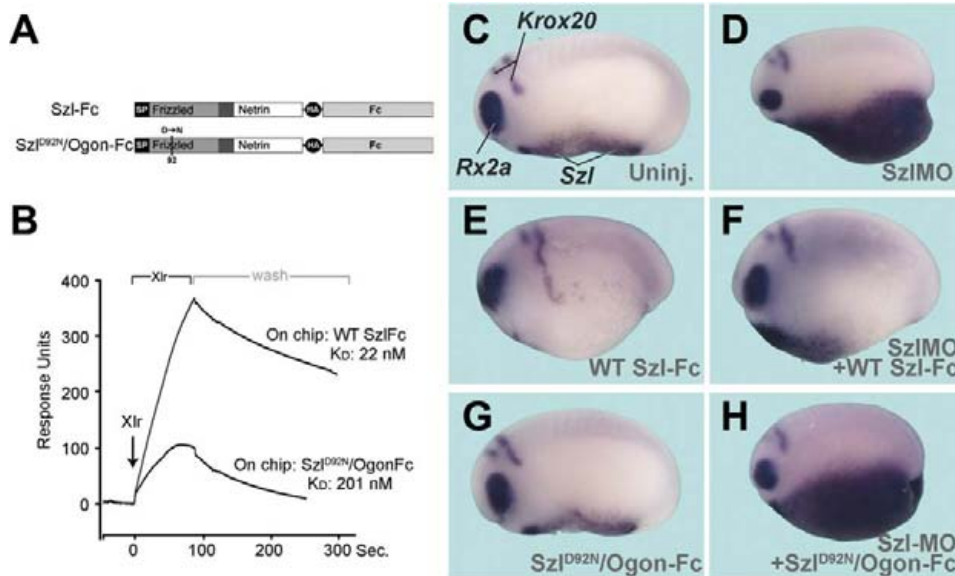 A
Szl-Fc
SP Frizzled Netrin HA Fc
D→N
Szl^D92N/Ogon-Fc
SP Frizzled Netrin HA Fc
92
B
Xlr wash
400
300
200
100
0
Response Units
On chip: WT SzlFc
KD: 22 nM
Xlr
On chip: Szl^D92N/OgonFc
KD: 201 nM
0 100 200 300 Sec.
C
Krox20
Rx2a
Szl
Uninj.
D
SzlMO
E
WT Szl-Fc
F
SzlMO
+WT Szl-Fc
G
Szl^D92N/Ogon-Fc
H
Szl-MO
+Szl^D92N/Ogon-Fc